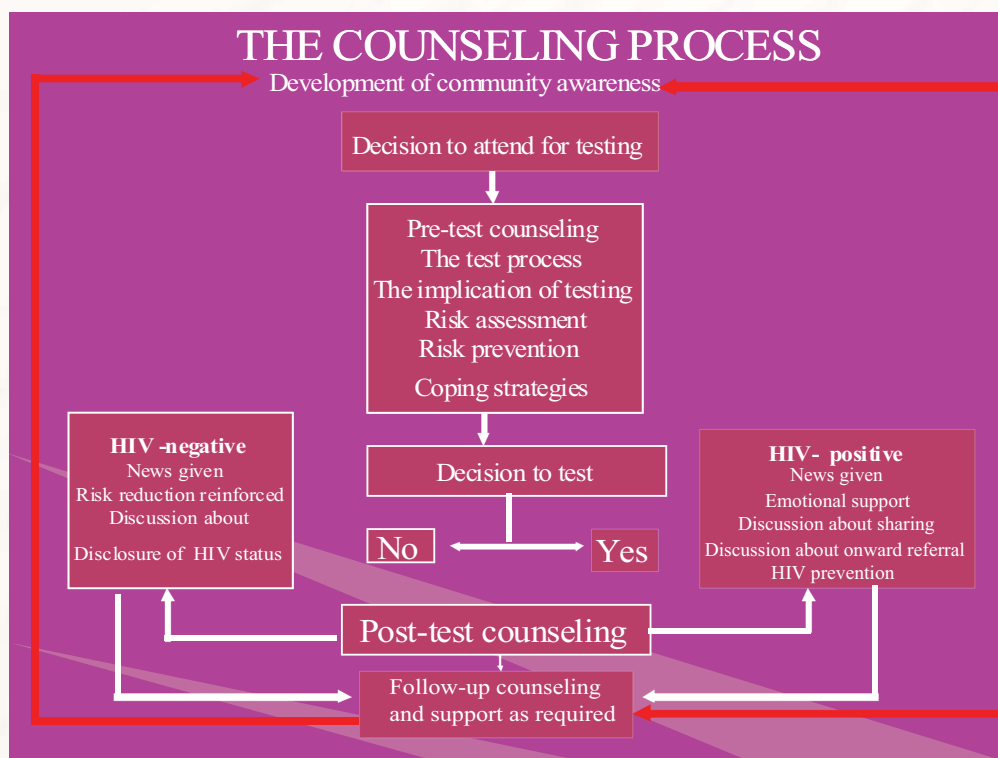 THE COUNSELING PROCESS
Development of community awareness
Decision to attend for testing
Pre-test counseling
The test process
The implication of testing
Risk assessment
Risk prevention
Coping strategies
HIV -negative
News given
Risk reduction reinforced
Discussion about
Disclosure of HIV status
Decision to test
No
Yes
HIV- positive
News given
Emotional support
Discussion about sharing
Discussion about onward referral
HIV prevention
Post-test counseling
Follow-up counseling
and support as required